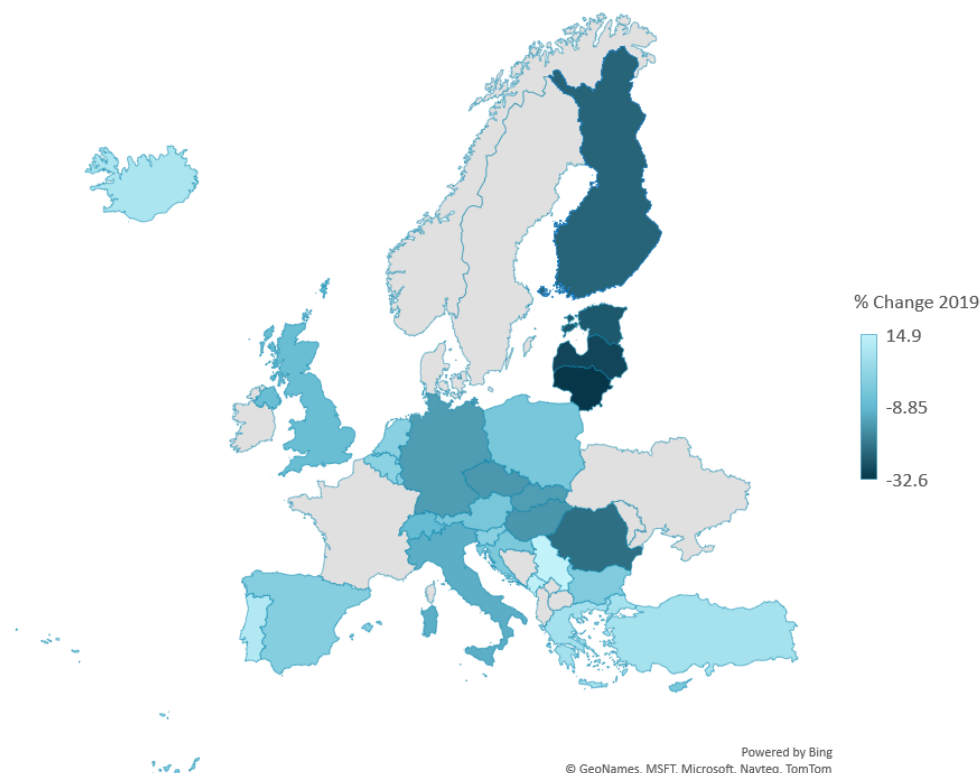 % Change 2019
14.9
-8.85
-32.6
Powered by Bing
© GeoNames, MSFT, Microsoft, Navteq, TomTom